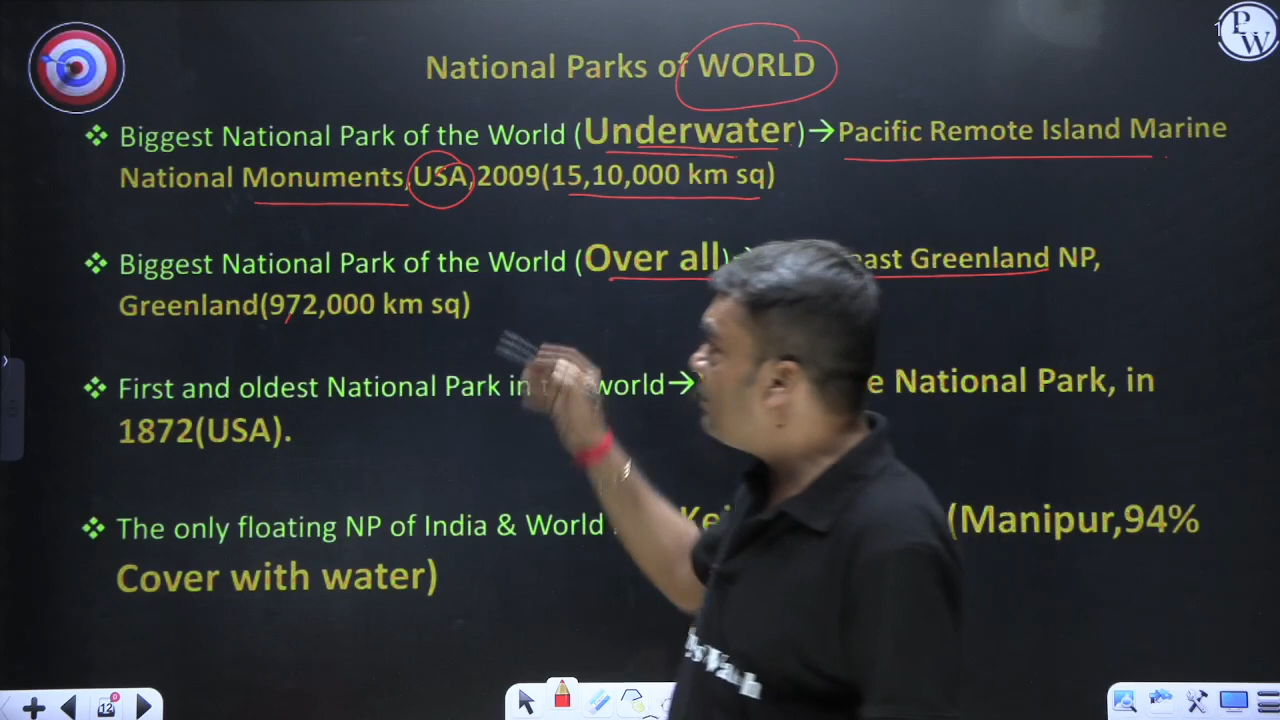 National Parks of WORLD
PW
❖ Biggest National Park of the World (Underwater)→Pacific Remote Island Marine
National Monuments,USA,2009(15,10,000 km sq)
❖ Biggest National Park of the World (Over all) Greenland NP,
Greenland(972,000 km sq)
❖ First and oldest National Park in world→ National Park, in
1872(USA).
❖ The only floating NP of India & World (Manipur,94%
Cover with water)
12